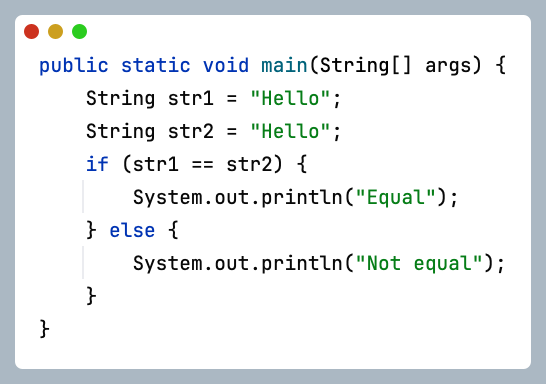 public static void main(String[] args) {
    String str1 = "Hello";
    String str2 = "Hello";
    if (str1 == str2) {
        System.out.println("Equal");
    } else {
        System.out.println("Not equal");
    }
}